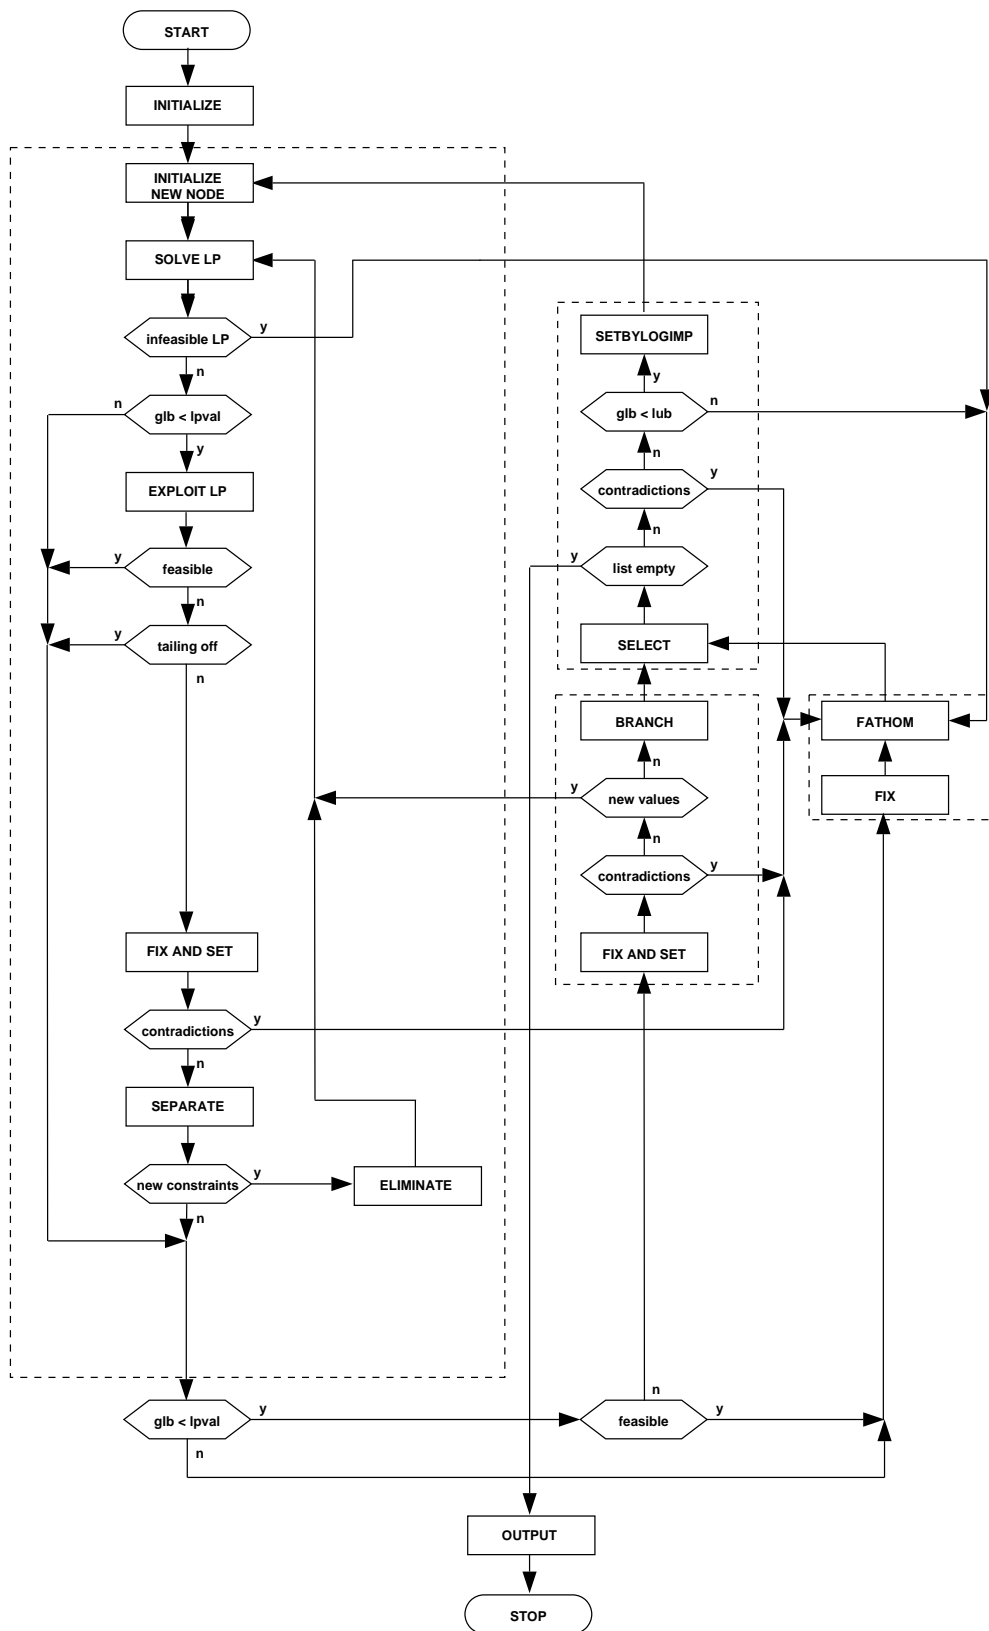 START
INITIALIZE
INITIALIZE
NEW NODE
SOLVE LP
infeasible LP
y
n
glb < lpval
n
y
EXPLOIT LP
feasible
y
n
tailing off
y
n
FIX AND SET
contradictions
y
n
SEPARATE
new constraints
y
n
ELIMINATE
glb < lpval
y
n
SETBYLOGIMP
y
glb < lub
n
n
contradictions
y
n
list empty
y
SELECT
BRANCH
n
new values
y
n
contradictions
y
FIX AND SET
n
feasible
y
FATHOM
FIX
OUTPUT
STOP